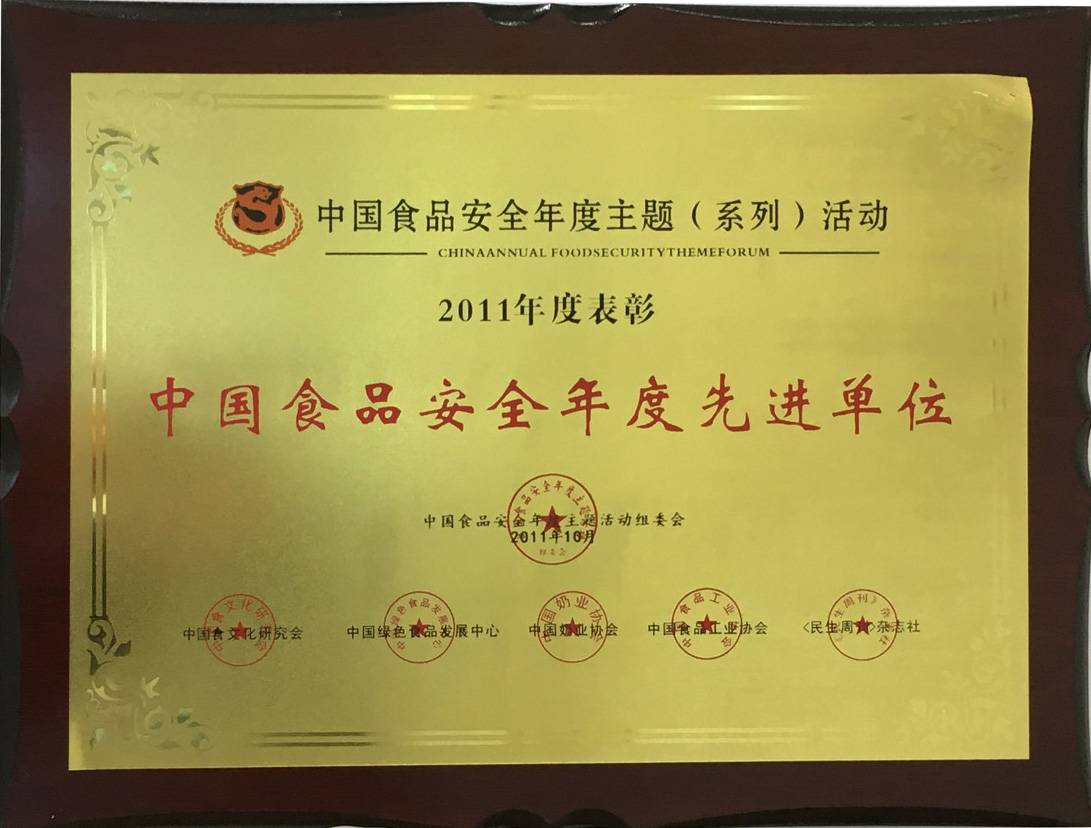 中国食品安全年度主题（系列）活动
CHINAANNUAL FOODSECURITYTHEMEFORUM
2011年度表彰
中国食品安全年度先进单位
中国食品安全年度主题活动组委会
2011年10月
中国食文化研究会 中国绿色食品发展中心 中国奶业协会 中国食品工业协会 《民生周刊》杂志社